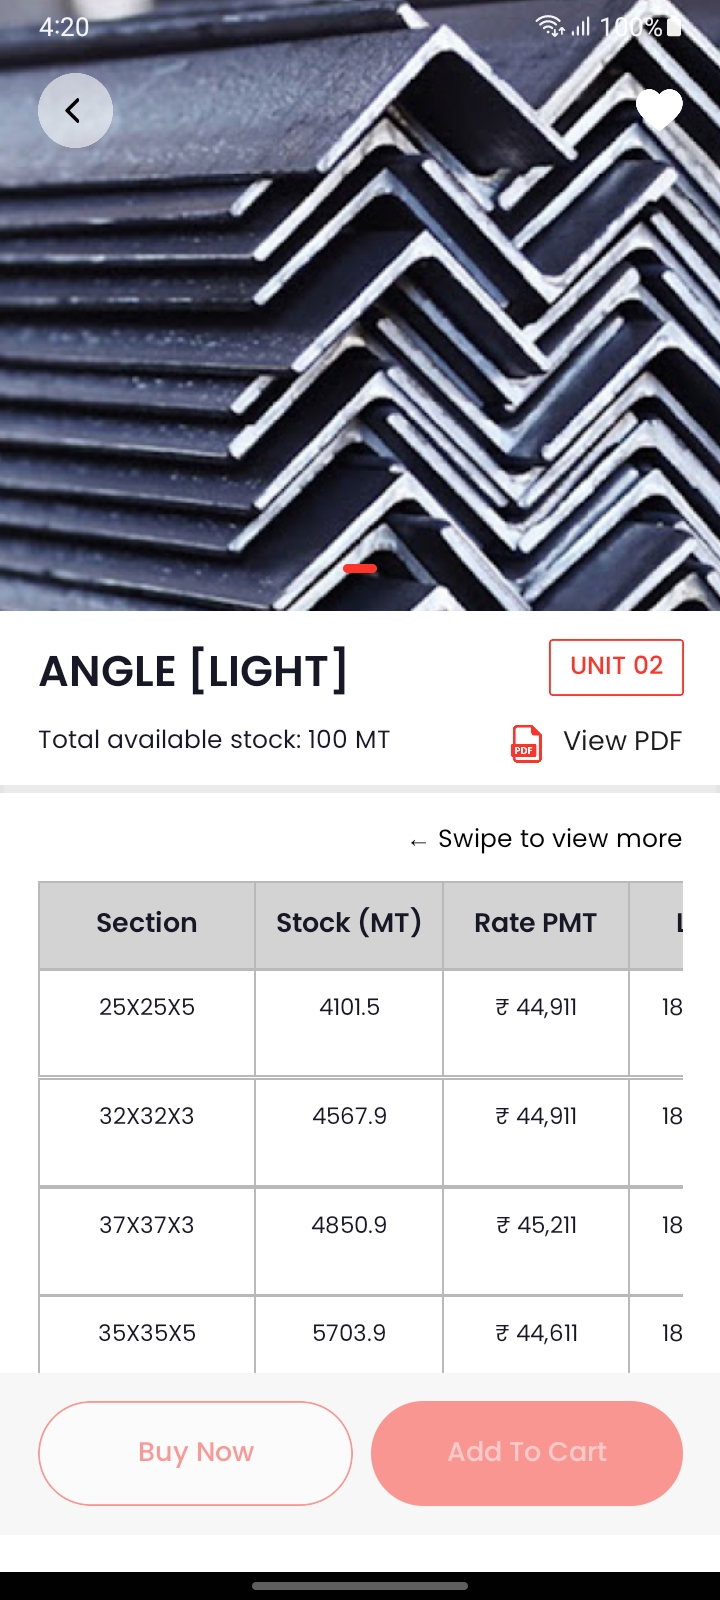 4:20 100%
ANGLE [LIGHT] UNIT 02
Total available stock: 100 MT PDF View PDF
← Swipe to view more
Section Stock (MT) Rate PMT L
25X25X5 4101.5 ₹ 44,911 18
32X32X3 4567.9 ₹ 44,911 18
37X37X3 4850.9 ₹ 45,211 18
35X35X5 5703.9 ₹ 44,611 18
Buy Now Add To Cart